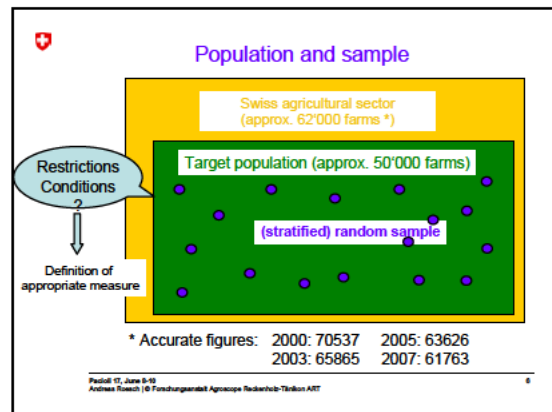 Population and sample
Swiss agricultural sector
(approx. 62'000 farms *)
Restrictions
Conditions
?
Target population (approx. 50'000 farms)
(stratified) random sample
Definition of
appropriate measure
* Accurate figures: 2000: 70537 2005: 63626
2003: 65865 2007: 61763
Pacioli 17, June 8-10
Andreas Roesch | © Forschungsanstalt Agroscope Reckenholz-Tänikon ART
6